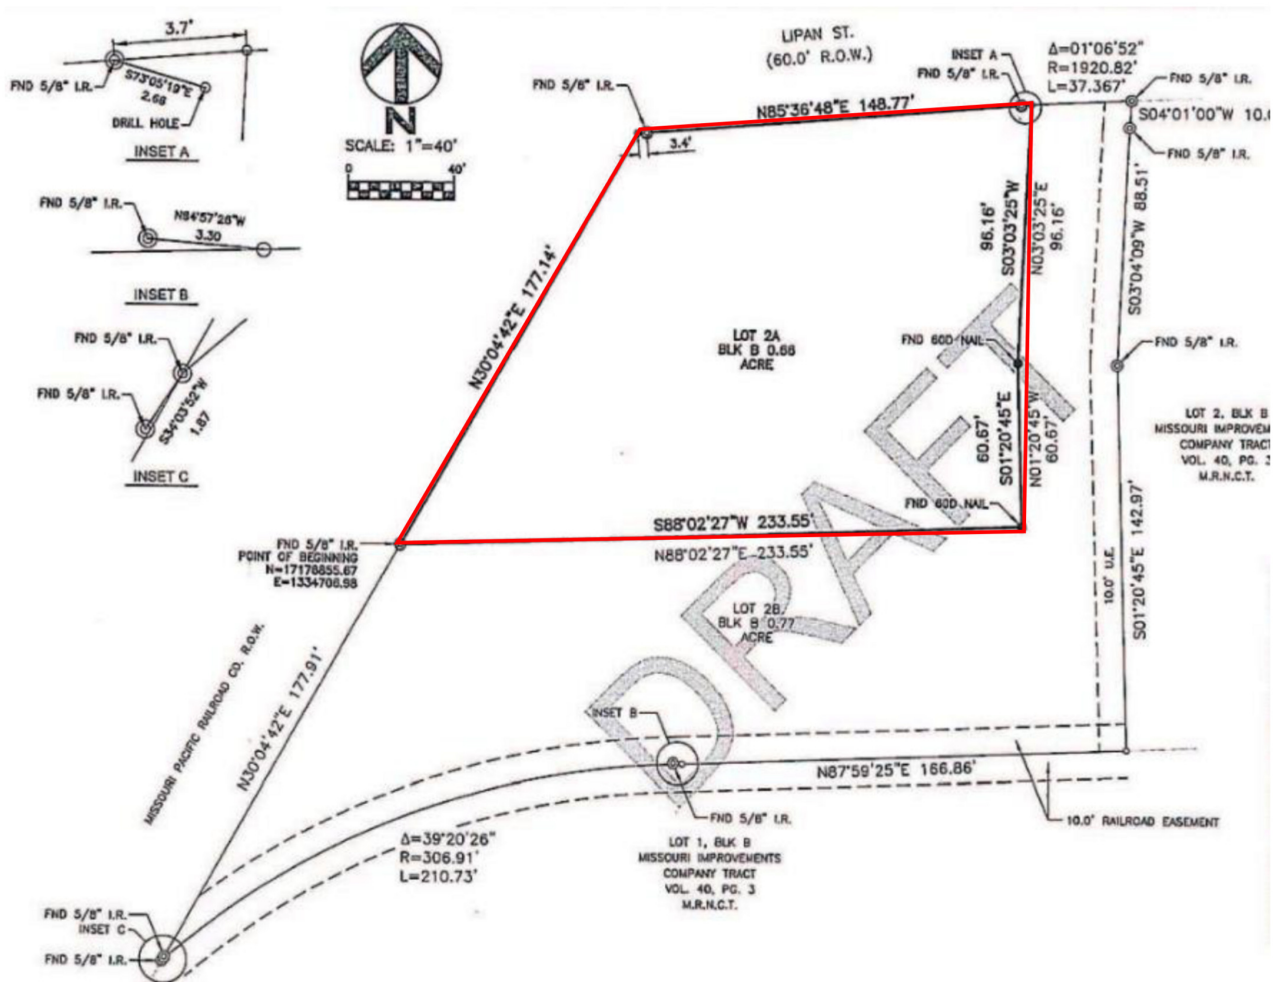 3.7'
FND 5/8" I.R.
S73°05'19"E
2.66
DRILL HOLE
INSET A
FND 5/8" I.R.
N84°57'26"W
3.30
INSET B
FND 5/8" I.R.
FND 5/8" I.R.
S34°03'52"W
1.87
INSET C
N
SCALE: 1"=40'
0 40'
LIPAN ST.
(60.0' R.O.W.)
FND 5/8" I.R.
N85°36'48"E 148.77'
3.4'
INSET A
FND 5/8" I.R.
Δ=01°06'52"
R=1920.82'
L=37.367'
FND 5/8" I.R.
S04°01'00"W 10.0
FND 5/8" I.R.
S03°04'09"W 88.51'
N30°04'42"E 177.14'
S03°03'25"W
96.16'
N03°03'25"E
96.16'
LOT 2A
BLK B 0.66
ACRE
FND 60D NAIL
FND 5/8" I.R.
S01°20'45"E
60.67'
N01°20'45"W
60.67'
LOT 2, BLK B
MISSOURI IMPROVEM
COMPANY TRACT
VOL. 40, PG. 3
M.R.N.C.T.
FND 60D NAIL
S88°02'27"W 233.55'
N88°02'27"E 233.55'
FND 5/8" I.R.
POINT OF BEGINNING
N=17178855.67
E=1334706.98
10.0' U.E.
S01°20'45"E 142.97'
LOT 2B
BLK B 0.77
ACRE
DRAFT
MISSOURI PACIFIC RAILROAD CO. R.O.W.
N30°04'42"E 177.91'
INSET B
N87°59'25"E 166.86'
FND 5/8" I.R.
10.0' RAILROAD EASEMENT
Δ=39°20'26"
R=306.91'
L=210.73'
LOT 1, BLK B
MISSOURI IMPROVEMENTS
COMPANY TRACT
VOL. 40, PG. 3
M.R.N.C.T.
FND 5/8" I.R.
INSET C
FND 5/8" I.R.